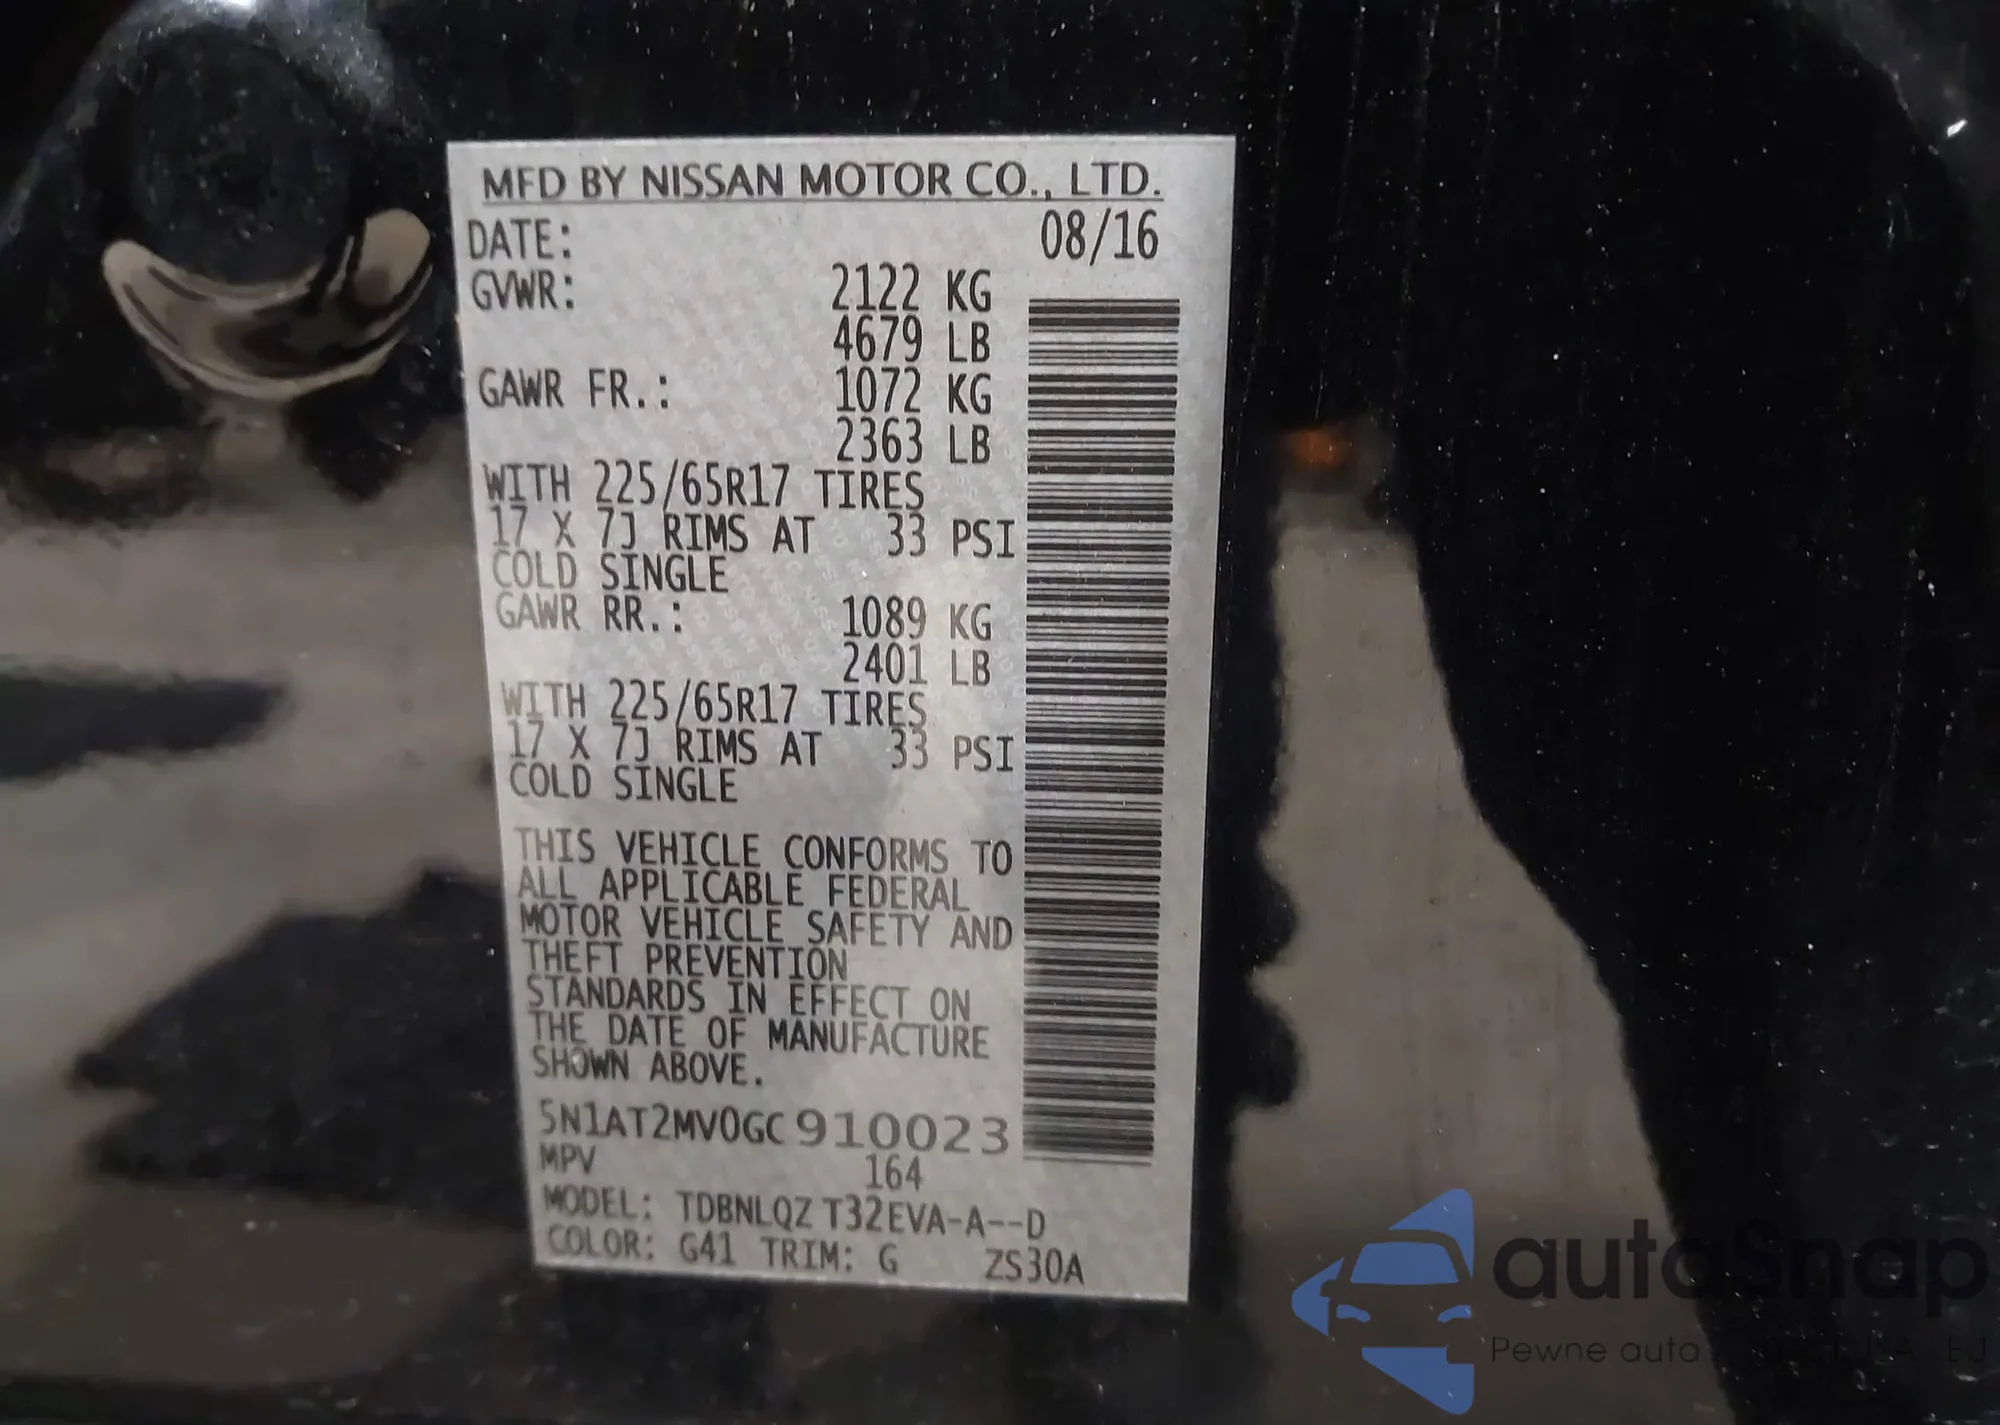 MFD BY NISSAN MOTOR CO., LTD.
DATE: 08/16
GVWR: 2122 KG
4679 LB
GAWR FR.: 1072 KG
2363 LB
WITH 225/65R17 TIRES
17 X 7J RIMS AT 33 PSI
COLD SINGLE
GAWR RR.: 1089 KG
2401 LB
WITH 225/65R17 TIRES
17 X 7J RIMS AT 33 PSI
COLD SINGLE
THIS VEHICLE CONFORMS TO
ALL APPLICABLE FEDERAL
MOTOR VEHICLE SAFETY AND
THEFT PREVENTION
STANDARDS IN EFFECT ON
THE DATE OF MANUFACTURE
SHOWN ABOVE.
5N1AT2MV0GC910023
MPV 164
MODEL: TDBNLQZ T32EVA-A--D
COLOR: G41 TRIM: G ZS30A
autoSnap
Pewne auta